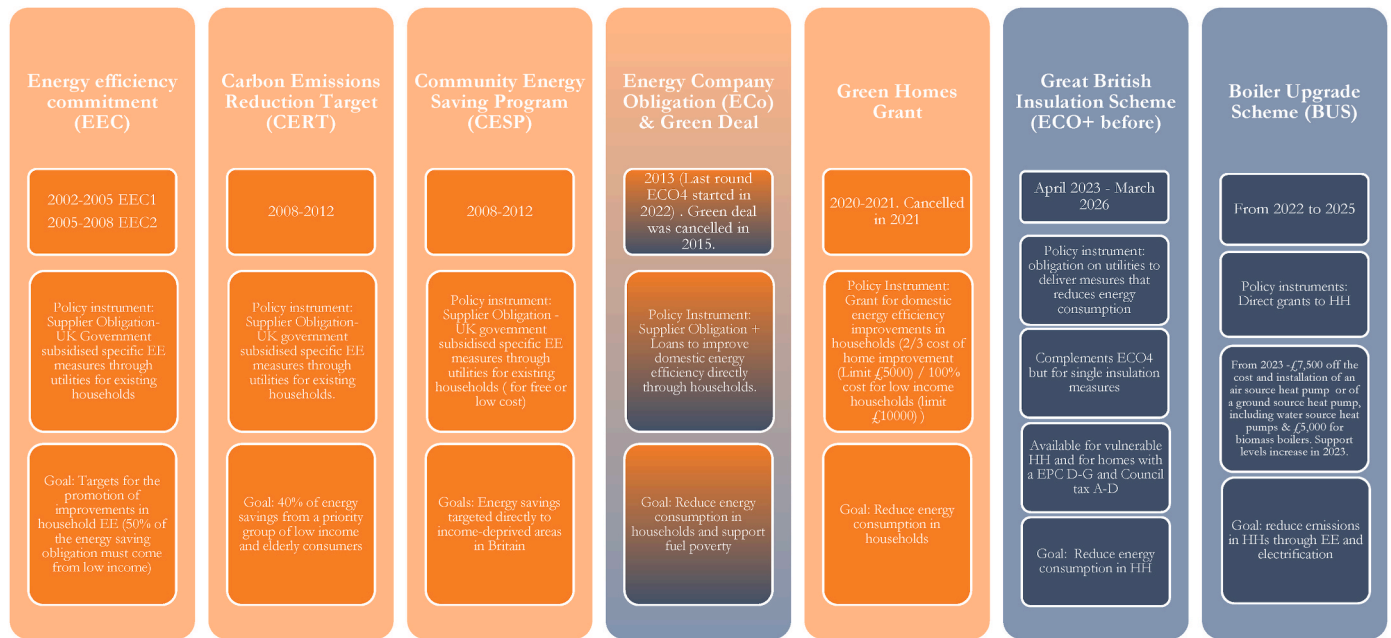 Energy efficiency
commitment
(EEC)
2002-2005 EEC1
2005-2008 EEC2
Policy instrument:
Supplier Obligation-
UK Government
subsidised specific EE
measures through
utilities for existing
households
Goal: Targets for the
promotion of
improvements in
household EE (50% of
the energy saving
obligation must come
from low income)
Carbon Emissions
Reduction Target
(CERT)
2008-2012
Policy instrument:
Supplier Obligation-
UK government
subsidised specific EE
measures through
utilities for existing
households.
Goal: 40% of energy
savings from a priority
group of low income
and elderly consumers
Community Energy
Saving Program
(CESP)
2008-2012
Policy instrument:
Supplier Obligation -
UK government
subsidised specific EE
measures through
utilities for existing
households ( for free or
low cost)
Goals: Energy savings
targeted directly to
income-deprived areas
in Britain
Energy Company
Obligation (ECo)
& Green Deal
2013 (Last round
ECO4 started in
2022) . Green deal
was cancelled in
2015.
Policy Instrument:
Supplier Obligation +
Loans to improve
domestic energy
efficiency directly
through households.
Goal: Reduce energy
consumption in
households and support
fuel poverty
Green Homes
Grant
2020-2021. Cancelled
in 2021
Policy Instrument:
Grant for domestic
energy efficiency
improvements in
households (2/3 cost of
home improvement
(Limit £5000) / 100%
cost for low income
households (limit
£10000) )
Goal: Reduce energy
consumption in
households
Great British
Insulation Scheme
(ECO+ before)
April 2023 - March
2026
Policy instrument:
obligation on utilities to
deliver mesures that
reduces energy
consumption
Complements ECO4
but for single insulation
measures
Available for vulnerable
HH and for homes with
a EPC D-G and Council
tax A-D
Goal: Reduce energy
consumption in HH
Boiler Upgrade
Scheme (BUS)
From 2022 to 2025
Policy instruments:
Direct grants to HH
From 2023 -£7,500 off the
cost and installation of an
air source heat pump or of
a ground source heat pump,
including water source heat
pumps & £5,000 for
biomass boilers. Support
levels increase in 2023.
Goal: reduce emissions
in HHs through EE and
electrification